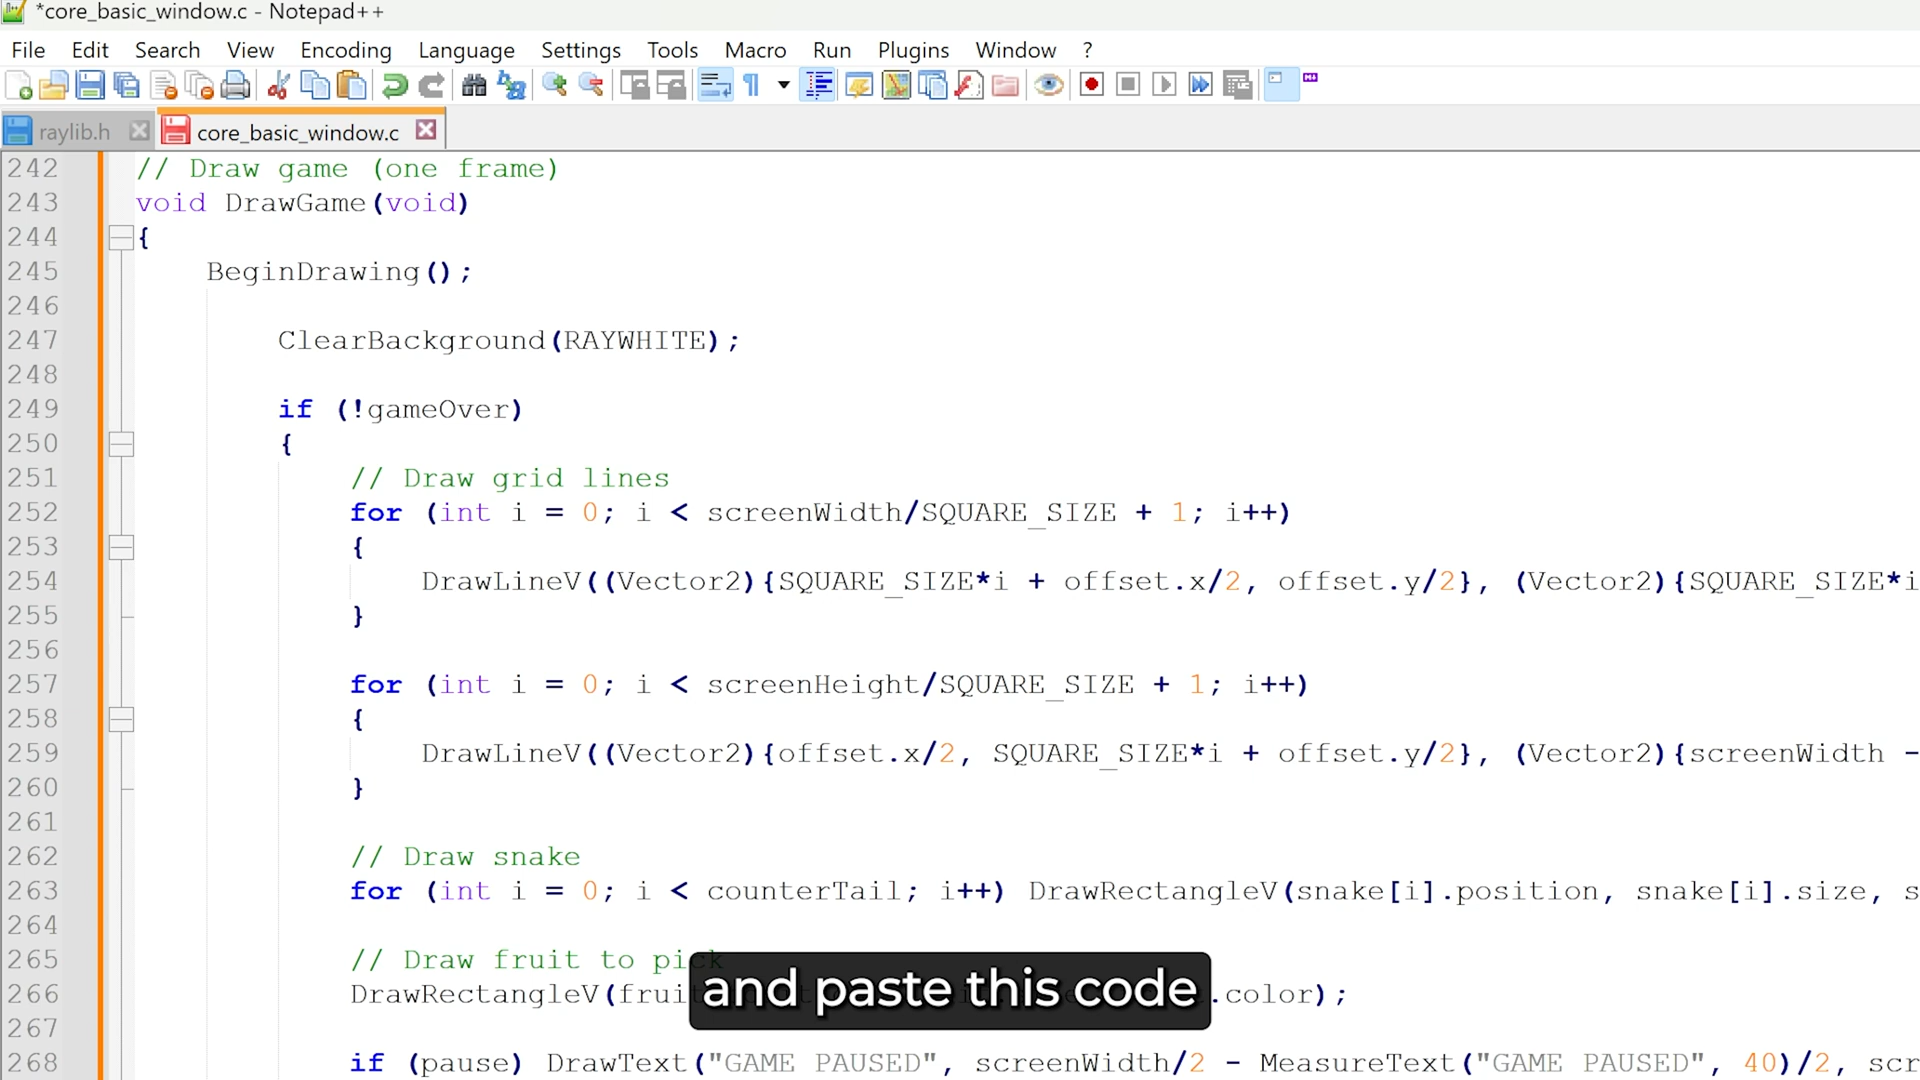 *core_basic_window.c - Notepad++
File Edit Search View Encoding Language Settings Tools Macro Run Plugins Window ?
raylib.h core_basic_window.c
242 // Draw game (one frame)
243 void DrawGame(void)
244 {
245 BeginDrawing();
246
247 ClearBackground(RAYWHITE);
248
249 if (!gameOver)
250 {
251 // Draw grid lines
252 for (int i = 0; i < screenWidth/SQUARE_SIZE + 1; i++)
253 {
254 DrawLineV((Vector2){SQUARE_SIZE*i + offset.x/2, offset.y/2}, (Vector2){SQUARE_SIZE*i
255 }
256
257 for (int i = 0; i < screenHeight/SQUARE_SIZE + 1; i++)
258 {
259 DrawLineV((Vector2){offset.x/2, SQUARE_SIZE*i + offset.y/2}, (Vector2){screenWidth -
260 }
261
262 // Draw snake
263 for (int i = 0; i < counterTail; i++) DrawRectangleV(snake[i].position, snake[i].size, s
264
265 // Draw fruit to pick
266 DrawRectangleV(fruit .color);
and paste this code
267
268 if (pause) DrawText("GAME PAUSED", screenWidth/2 - MeasureText("GAME PAUSED", 40)/2, scr